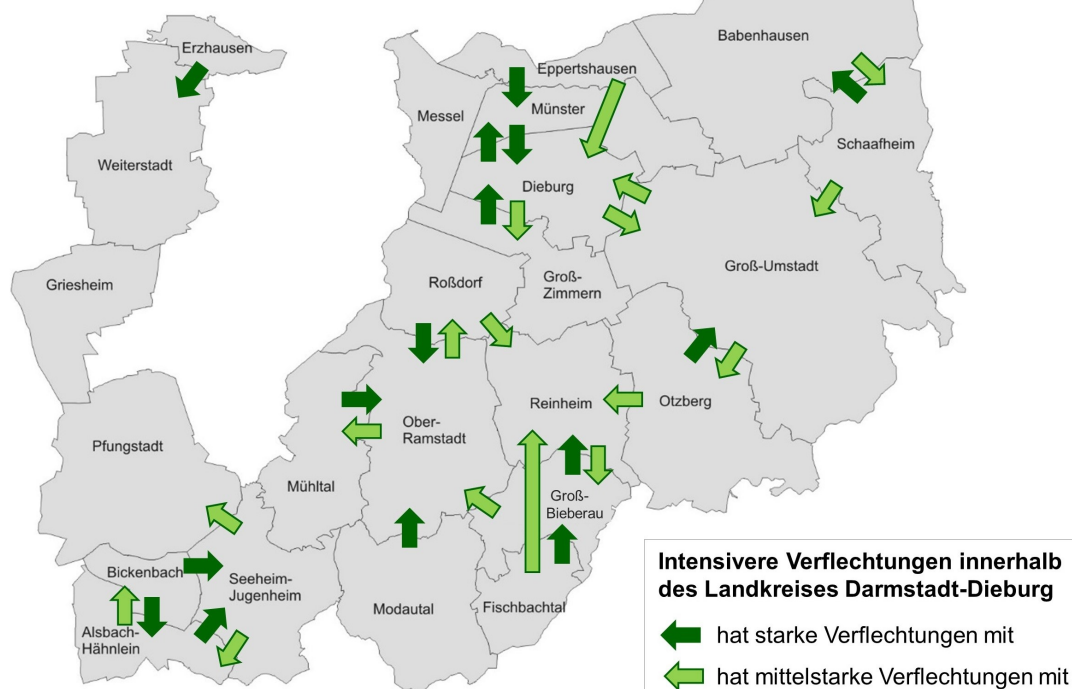 Erzhausen
Babenhausen
Eppertshausen
Messel
Münster
Schaafheim
Weiterstadt
Dieburg
Groß-Umstadt
Griesheim
Roßdorf
Groß-
Zimmern
Reinheim
Otzberg
Ober-
Ramstadt
Pfungstadt
Mühltal
Groß-
Bieberau
Bickenbach
Seeheim-
Jugenheim
Modautal
Fischbachtal
Alsbach-
Hähnlein
Intensivere Verflechtungen innerhalb
des Landkreises Darmstadt-Dieburg
hat starke Verflechtungen mit
hat mittelstarke Verflechtungen mit